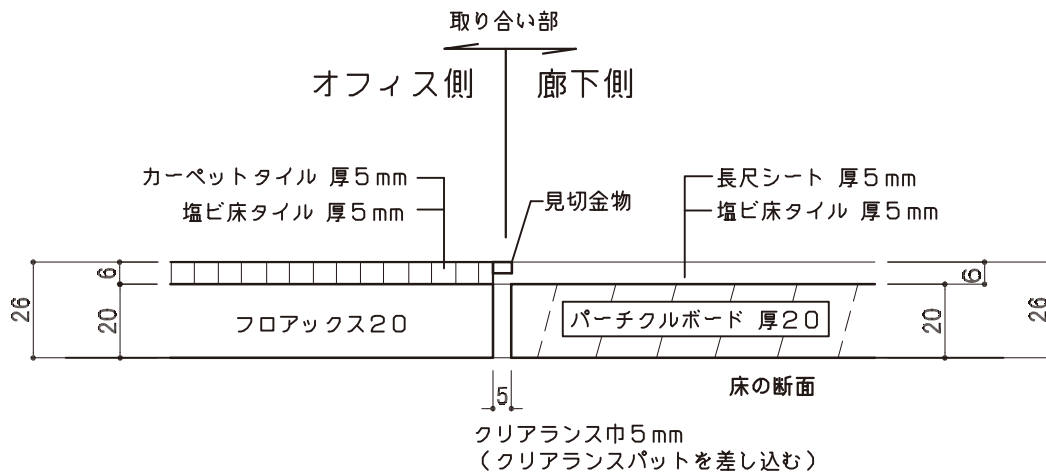 取り合い部
オフィス側 廊下側
カーペットタイル 厚5mm
塩ビ床タイル 厚5mm
見切金物
長尺シート 厚5mm
塩ビ床タイル 厚5mm
26
6
20
フロアックス20
パーチクルボード 厚20
6
20
26
床の断面
5
クリアランス巾5mm
(クリアランスパットを差し込む)